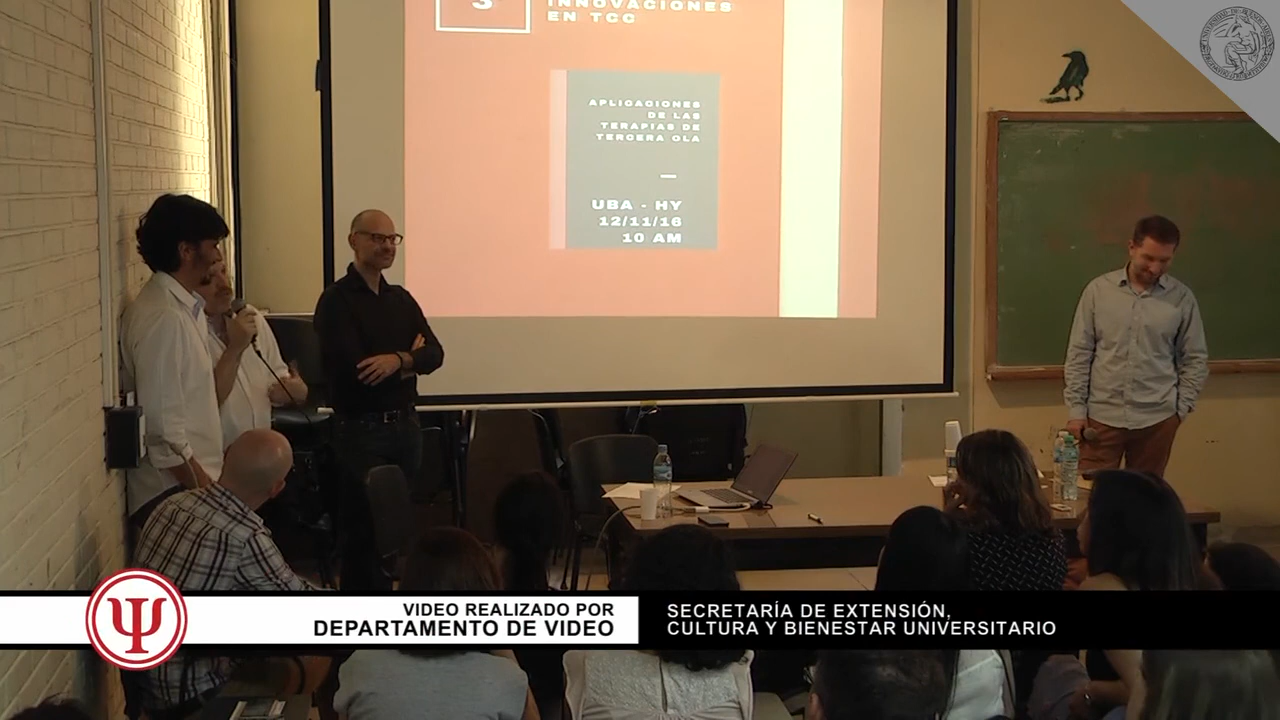 3
INNOVACIONES
EN TCC
APLICACIONES
DE LAS
TERAPIAS DE
TERCERA OLA
UBA - HY
12/11/16
10 AM
VIDEO REALIZADO POR
DEPARTAMENTO DE VIDEO
SECRETARÍA DE EXTENSIÓN,
CULTURA Y BIENESTAR UNIVERSITARIO